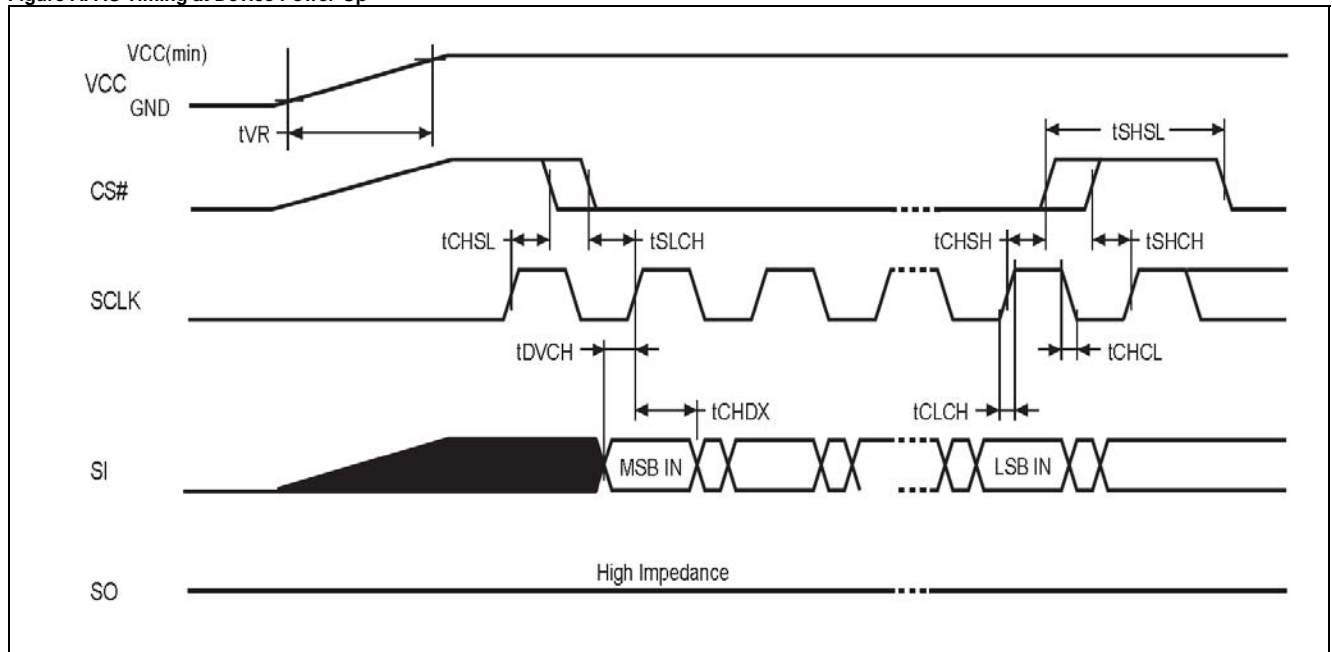 VCC(min)
VCC
GND
tVR
tSHSL
CS#
tCHSL
tSLCH
tCHSH
tSHCH
SCLK
tDVCH
tCHCL
tCHDX
tCLCH
SI
MSB IN
LSB IN
High Impedance
SO